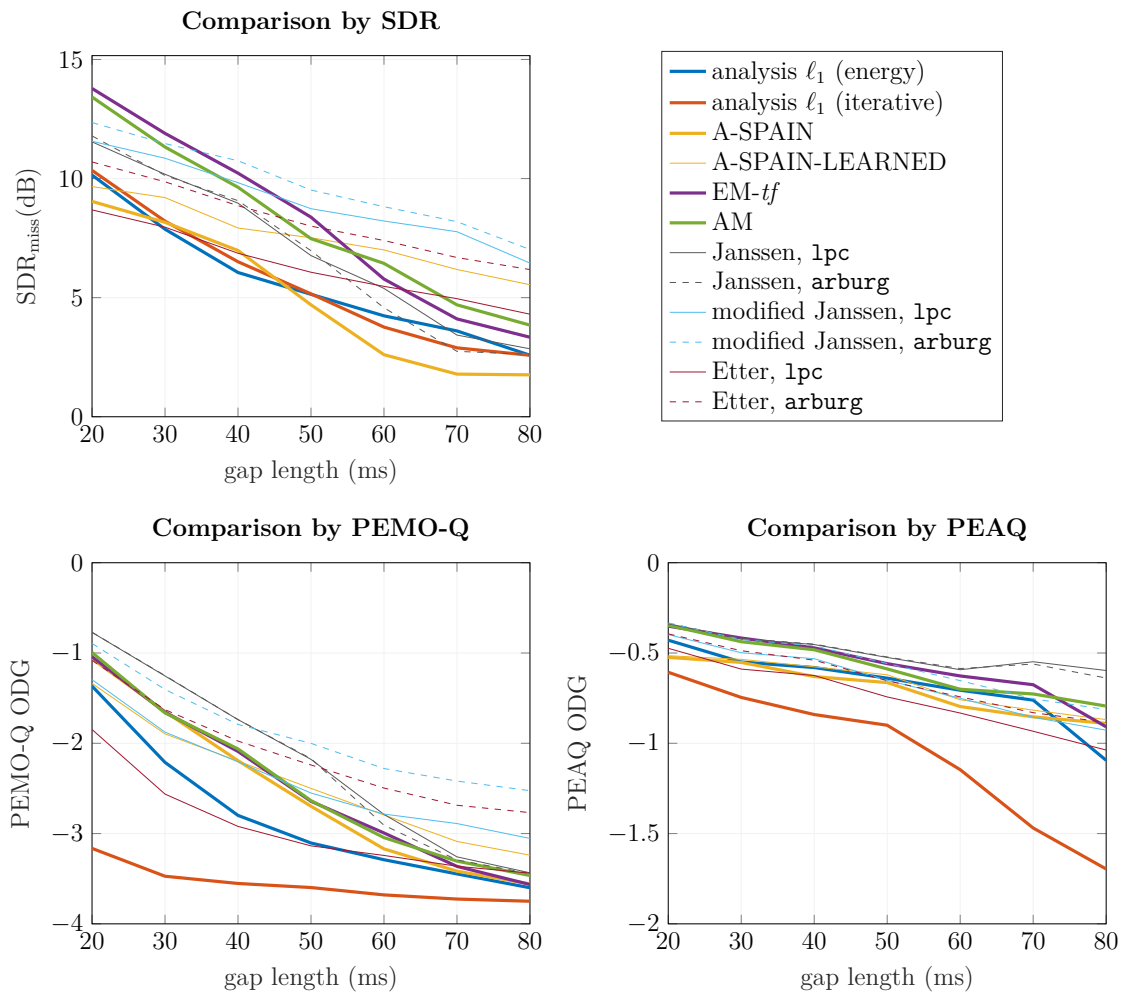 Comparison by SDR
15
10
5
0
20 30 40 50 60 70 80
SDR_miss(dB)
gap length (ms)
analysis ℓ₁ (energy)
analysis ℓ₁ (iterative)
A-SPAIN
A-SPAIN-LEARNED
EM-tf
AM
Janssen, lpc
Janssen, arburg
modified Janssen, lpc
modified Janssen, arburg
Etter, lpc
Etter, arburg
Comparison by PEMO-Q
0
−1
−2
−3
−4
20 30 40 50 60 70 80
PEMO-Q ODG
gap length (ms)
Comparison by PEAQ
0
−0.5
−1
−1.5
−2
20 30 40 50 60 70 80
PEAQ ODG
gap length (ms)